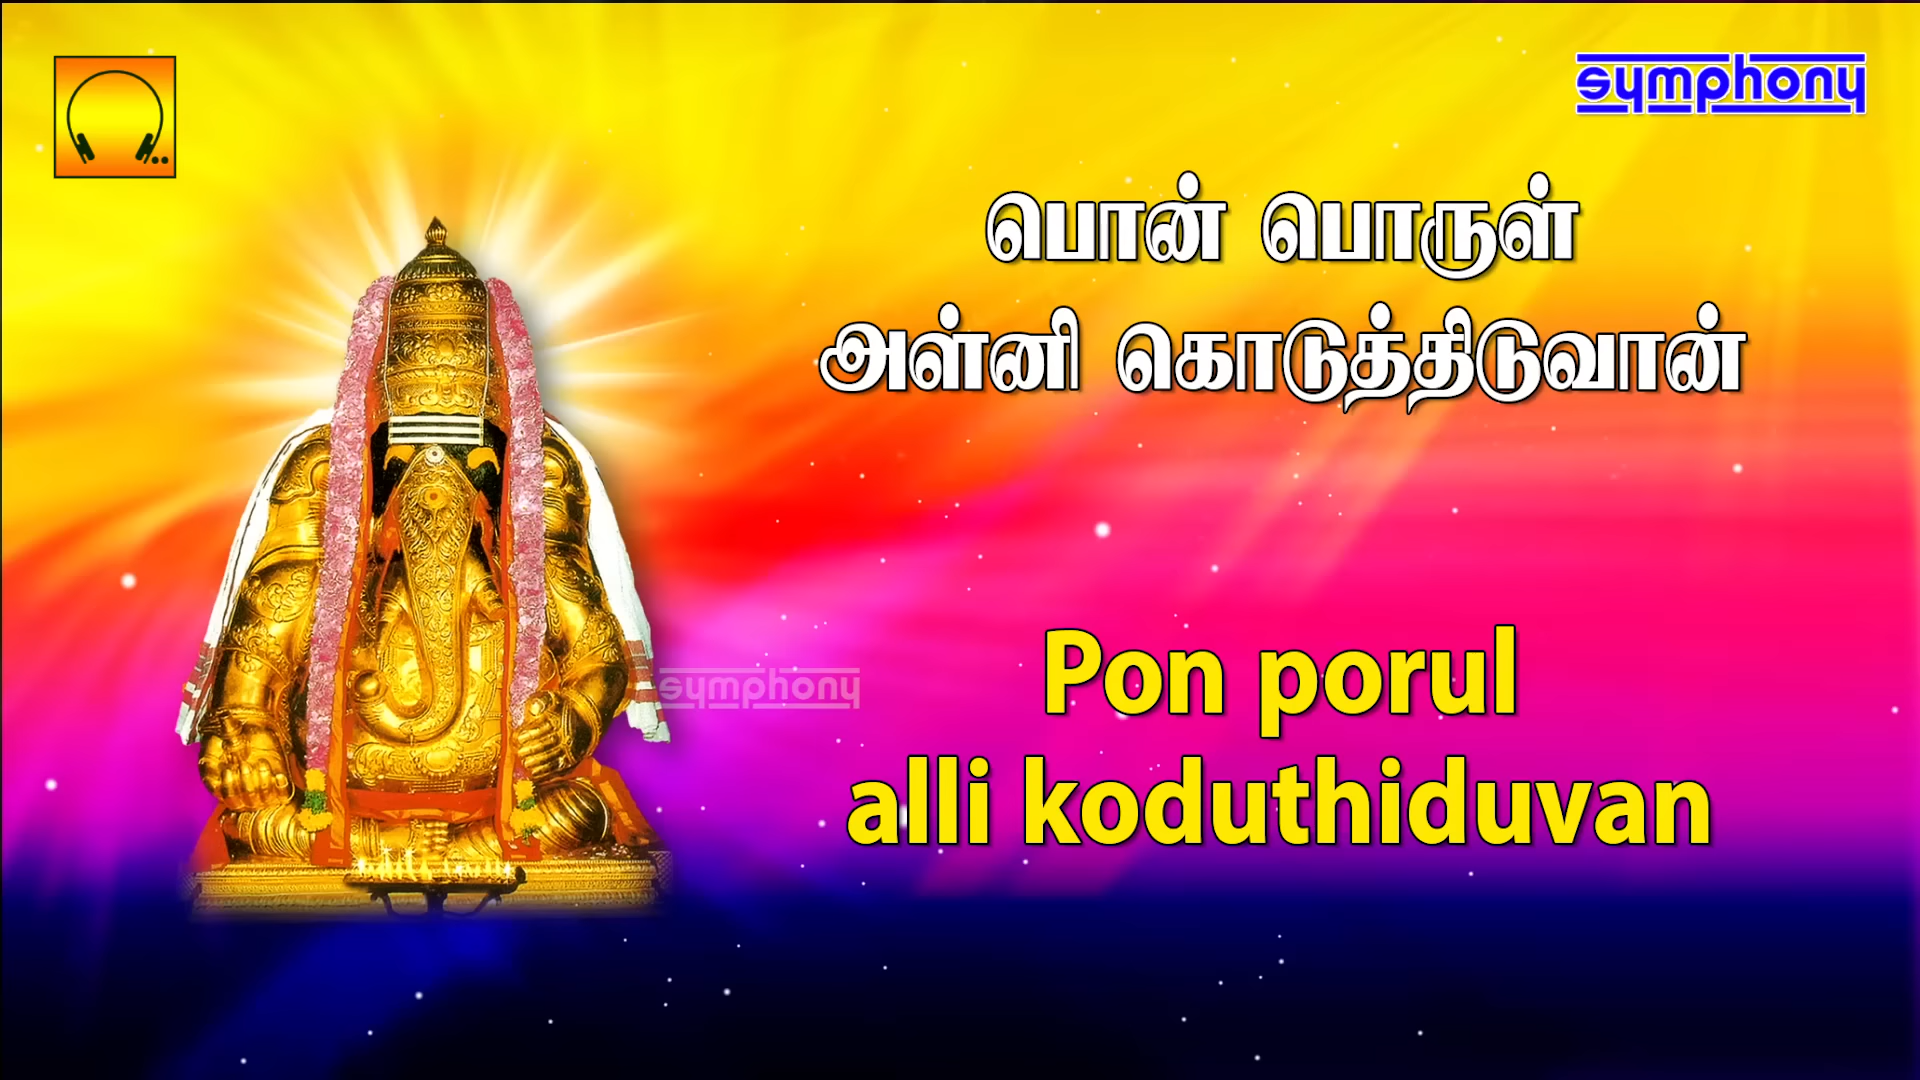 symphony
பொன் பொருள்
அள்னி கொடுத்திடுவான்
symphony
Pon porul
alli koduthiduvan